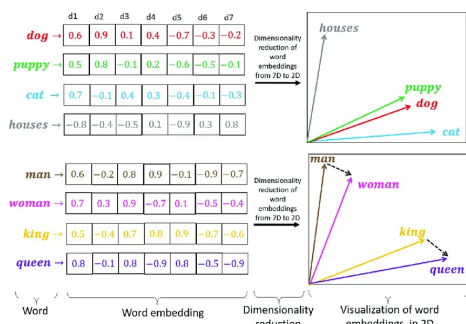 d1 d2 d3 d4 d5 d6 d7
dog → 0.6 0.9 0.1 0.4 −0.7 −0.3 −0.2
puppy → 0.5 0.8 −0.1 0.2 −0.6 −0.5 −0.1
cat → 0.7 −0.1 0.4 0.3 −0.4 −0.1 −0.3
houses → −0.8 −0.4 −0.5 0.1 −0.9 0.3 0.8
Dimensionality
reduction of
word
embeddings
from 7D to 2D
houses
puppy
dog
cat
man → 0.6 −0.2 0.8 0.9 −0.1 −0.9 −0.7
woman → 0.7 0.3 0.9 −0.7 0.1 −0.5 −0.4
king → 0.5 −0.4 0.7 0.8 0.9 −0.7 −0.6
queen → 0.8 −0.1 0.8 −0.9 0.8 −0.5 −0.9
Dimensionality
reduction of
word
embeddings
from 7D to 2D
man
woman
king
queen
Word
Word embedding
Dimensionality
reduction
Visualization of word
embeddings in 2D